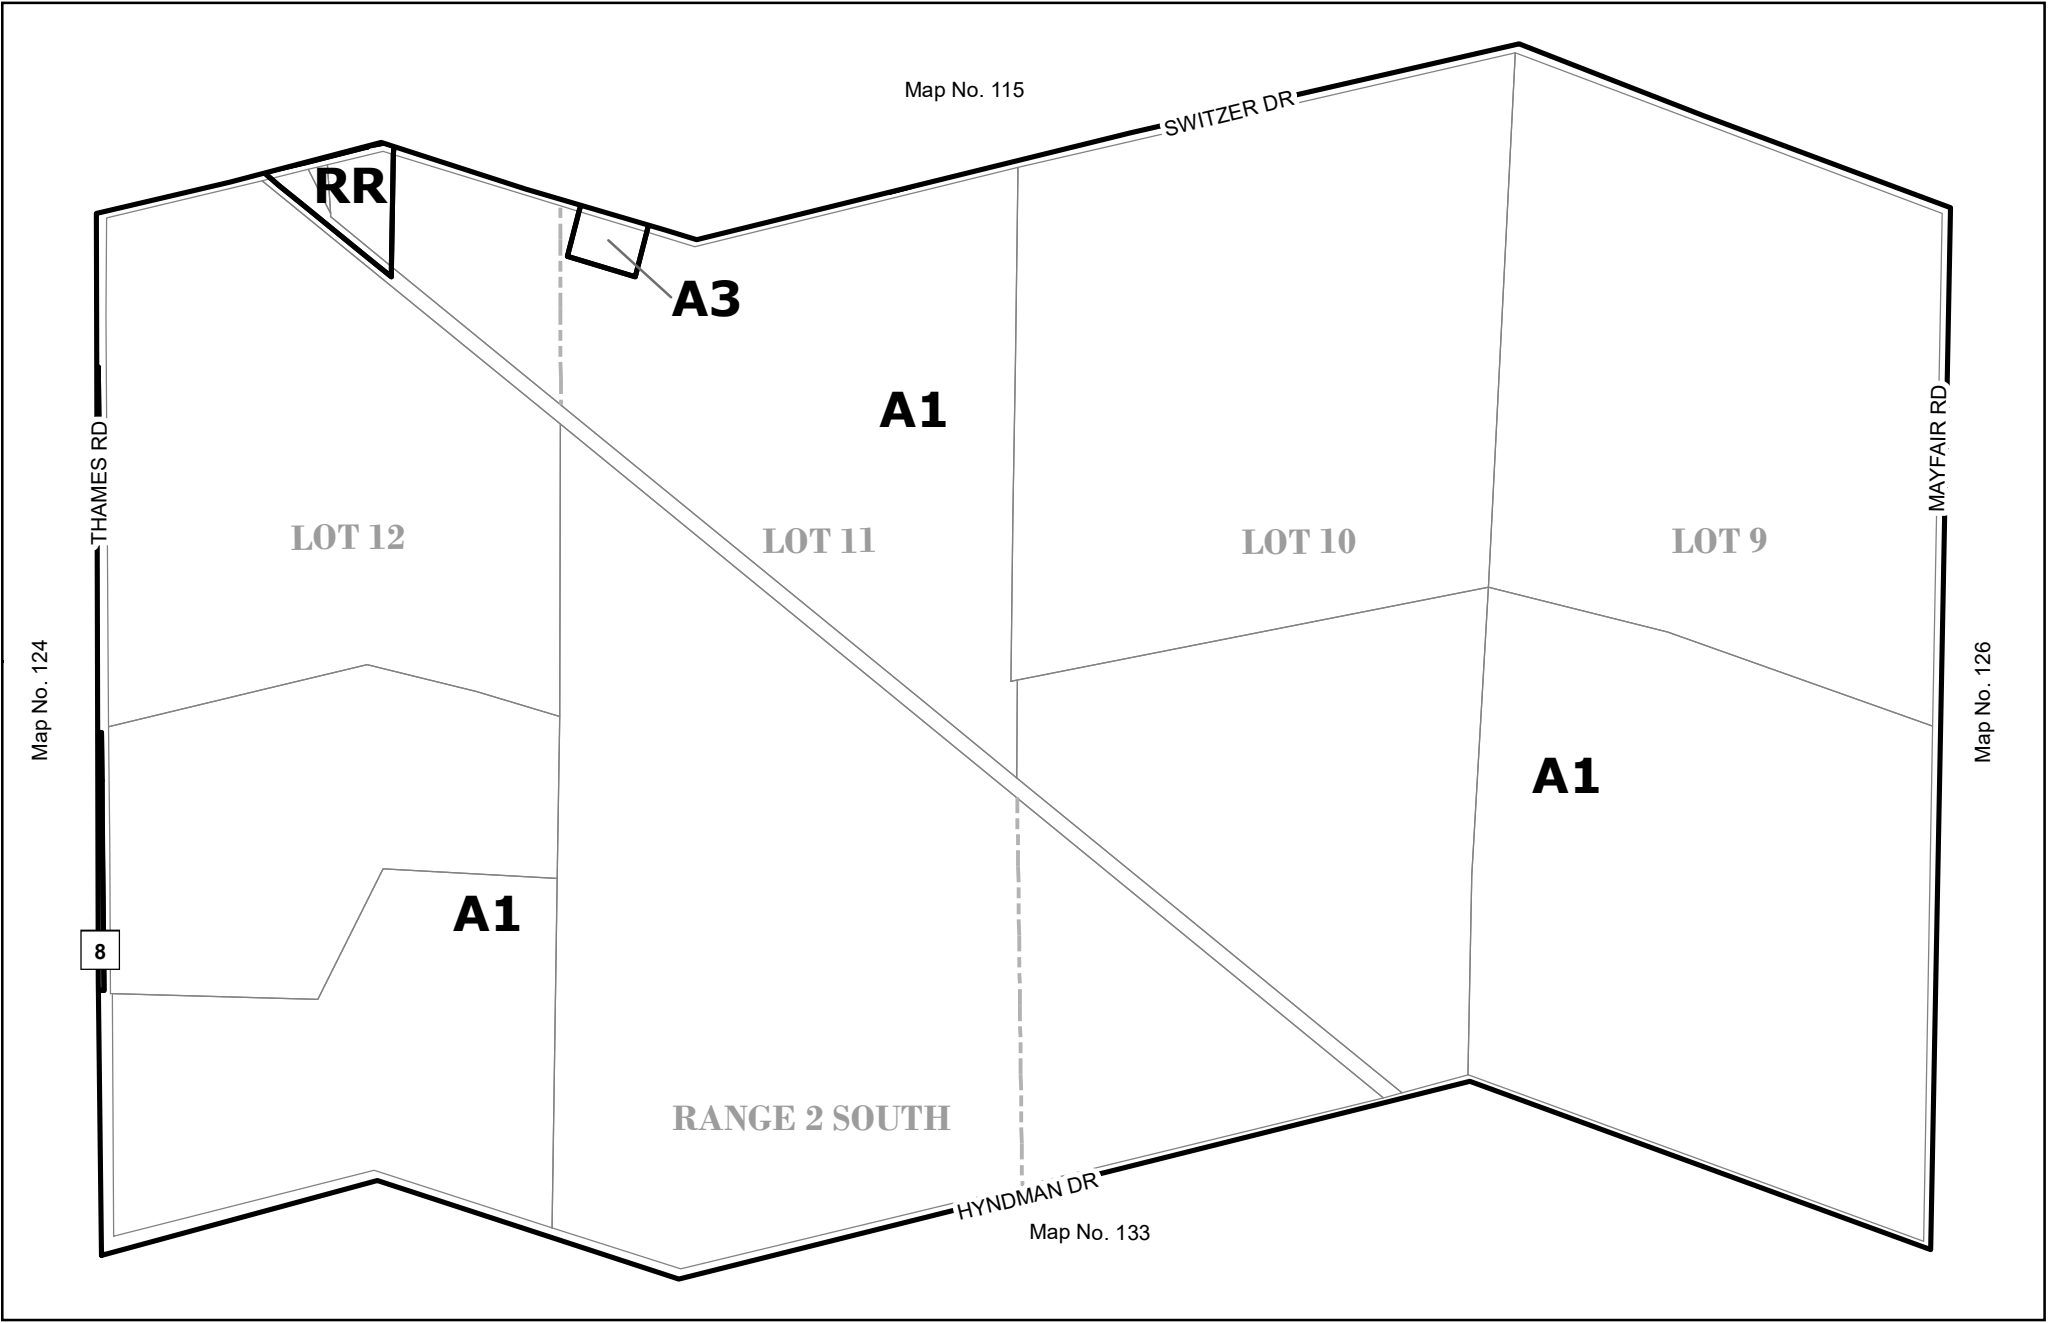 Map No. 115
SWITZER DR
RR
A3
A1
THAMES RD
MAYFAIR RD
LOT 12
LOT 11
LOT 10
LOT 9
Map No. 124
Map No. 126
A1
A1
8
RANGE 2 SOUTH
HYNDMAN DR
Map No. 133